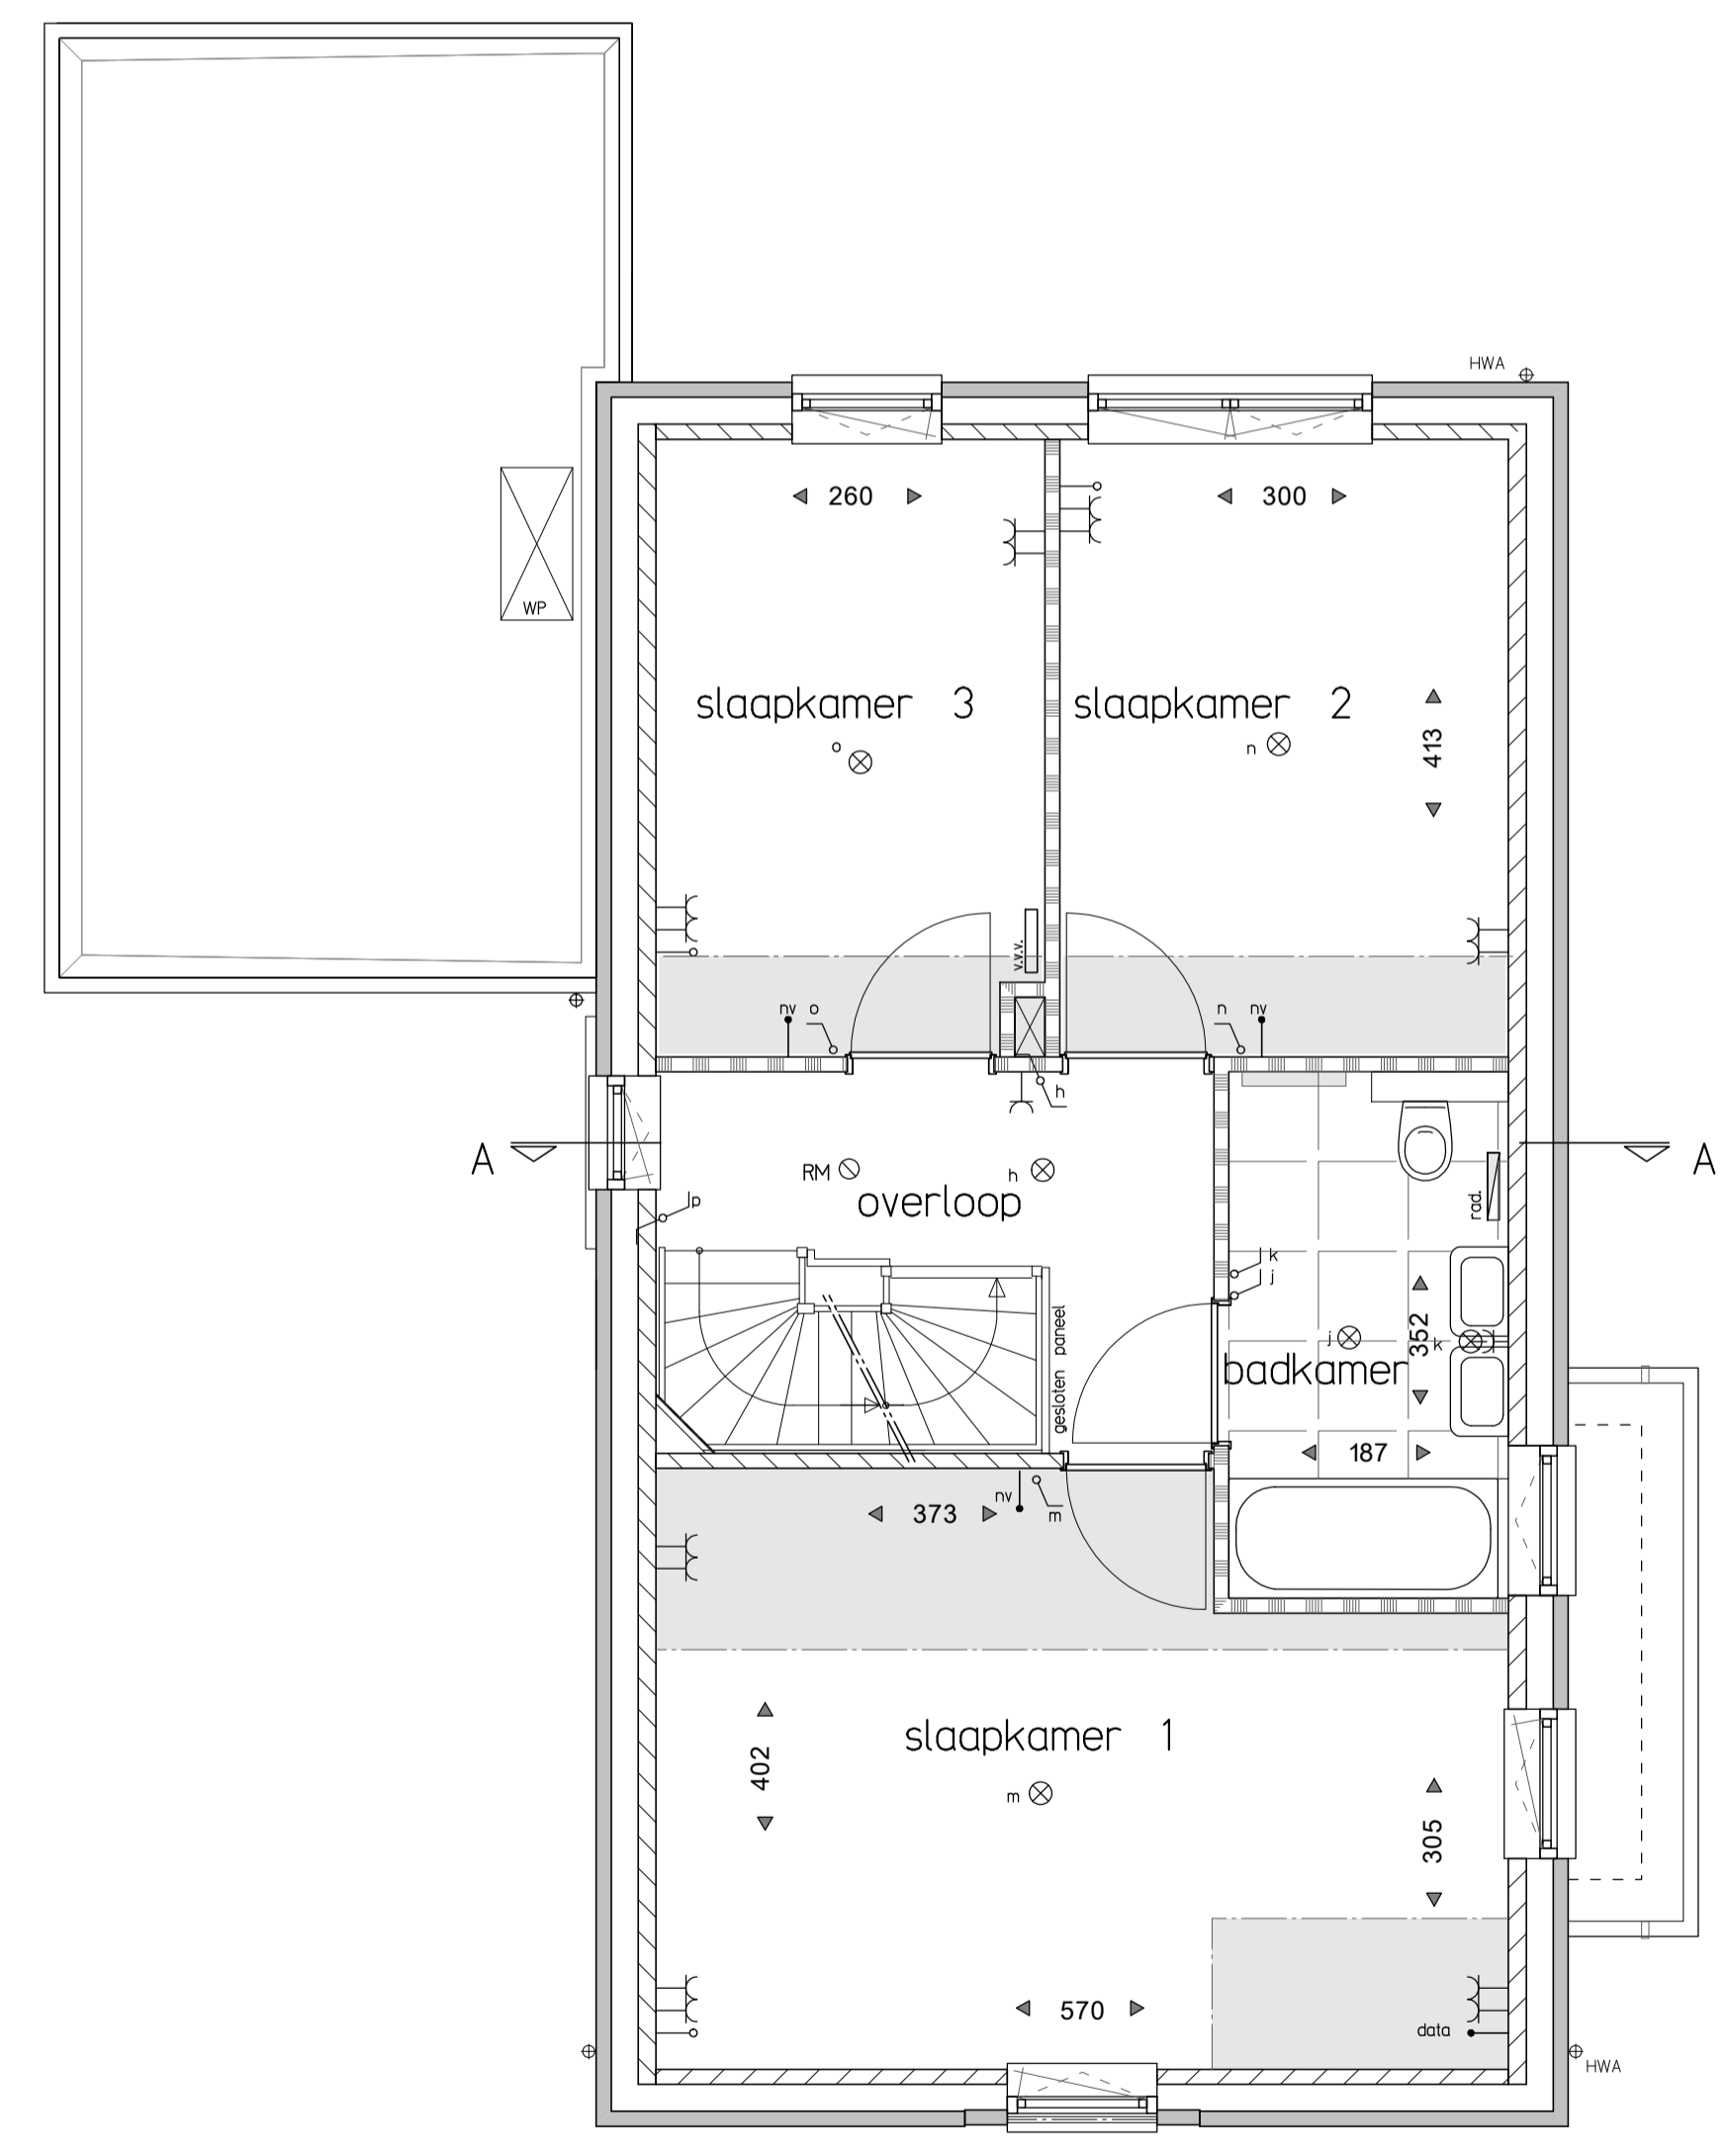 HWA
260
300
WP
slaapkamer 3
slaapkamer 2
o
n
413
v.v.v.
nv
o
n
nv
h
A
A
RM
h
overloop
rad.
p
k
j
gesloten paneel
j
352
k
badkamer
187
nv
m
373
slaapkamer 1
402
m
305
570
data
HWA